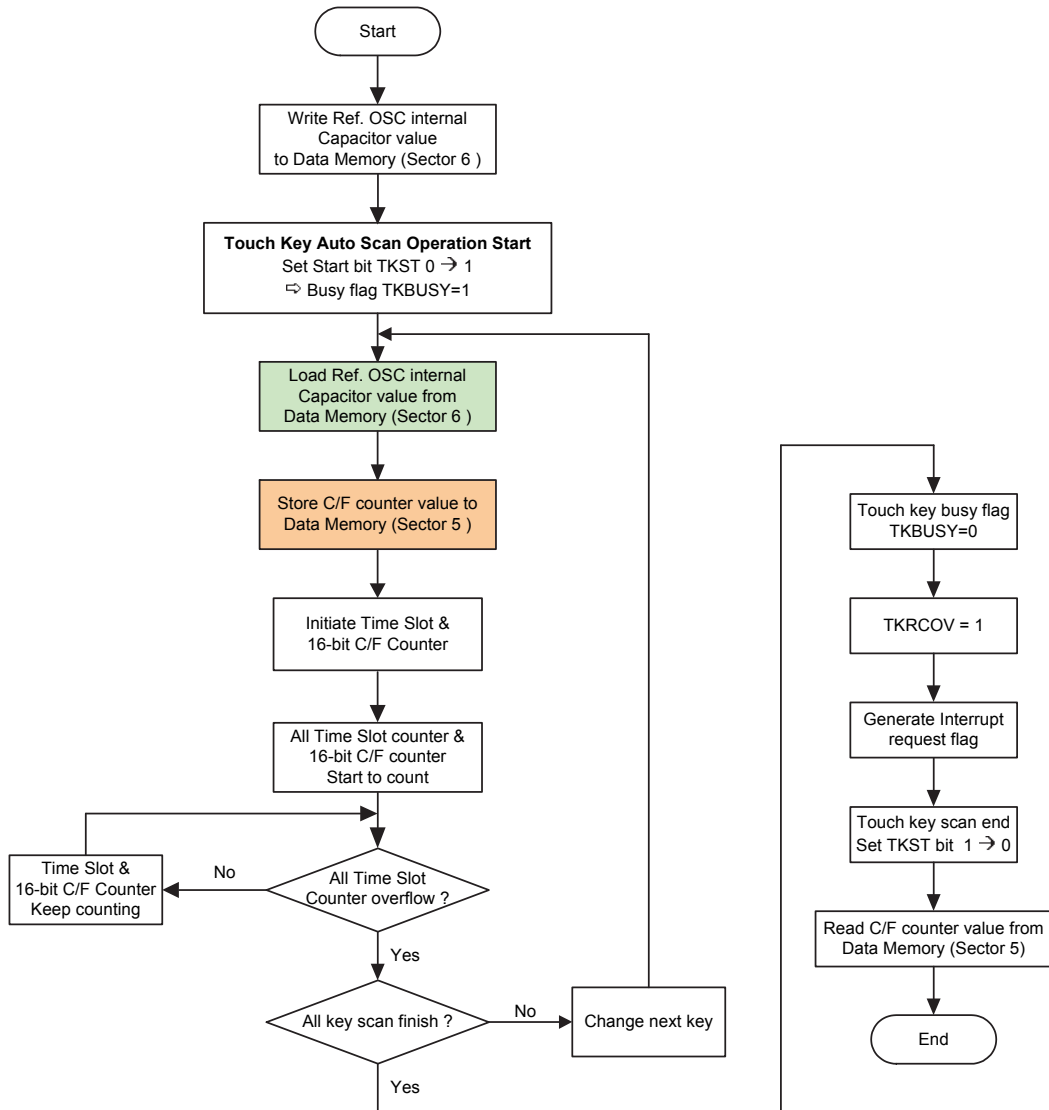 Start
Write Ref. OSC internal
Capacitor value
to Data Memory (Sector 6 )
Touch Key Auto Scan Operation Start
Set Start bit TKST 0 → 1
⇨ Busy flag TKBUSY=1
Load Ref. OSC internal
Capacitor value from
Data Memory (Sector 6 )
Store C/F counter value to
Data Memory (Sector 5 )
Initiate Time Slot &
16-bit C/F Counter
All Time Slot counter &
16-bit C/F counter
Start to count
Time Slot &
16-bit C/F Counter
Keep counting
No
All Time Slot
Counter overflow ?
Yes
All key scan finish ?
No
Change next key
Yes
Touch key busy flag
TKBUSY=0
TKRCOV = 1
Generate Interrupt
request flag
Touch key scan end
Set TKST bit 1 → 0
Read C/F counter value from
Data Memory (Sector 5)
End